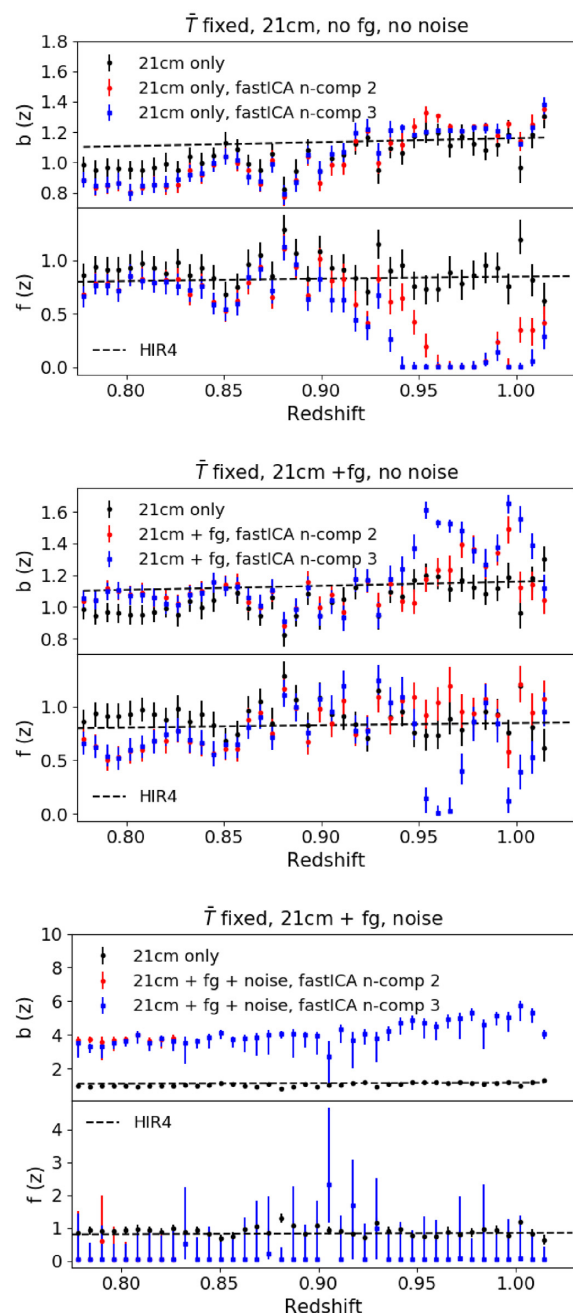 T̄ fixed, 21cm, no fg, no noise
1.8
1.6
1.4
1.2
1.0
0.8
b (z)
21cm only
21cm only, fastICA n-comp 2
21cm only, fastICA n-comp 3
1.0
0.5
0.0
f (z)
HIR4
0.80 0.85 0.90 0.95 1.00
Redshift
T̄ fixed, 21cm +fg, no noise
1.6
1.4
1.2
1.0
0.8
b (z)
21cm only
21cm + fg, fastICA n-comp 2
21cm + fg, fastICA n-comp 3
1.0
0.5
0.0
f (z)
HIR4
0.80 0.85 0.90 0.95 1.00
Redshift
T̄ fixed, 21cm + fg, noise
10
8
6
4
2
b (z)
21cm only
21cm + fg + noise, fastICA n-comp 2
21cm + fg + noise, fastICA n-comp 3
4
3
2
1
0
f (z)
HIR4
0.80 0.85 0.90 0.95 1.00
Redshift